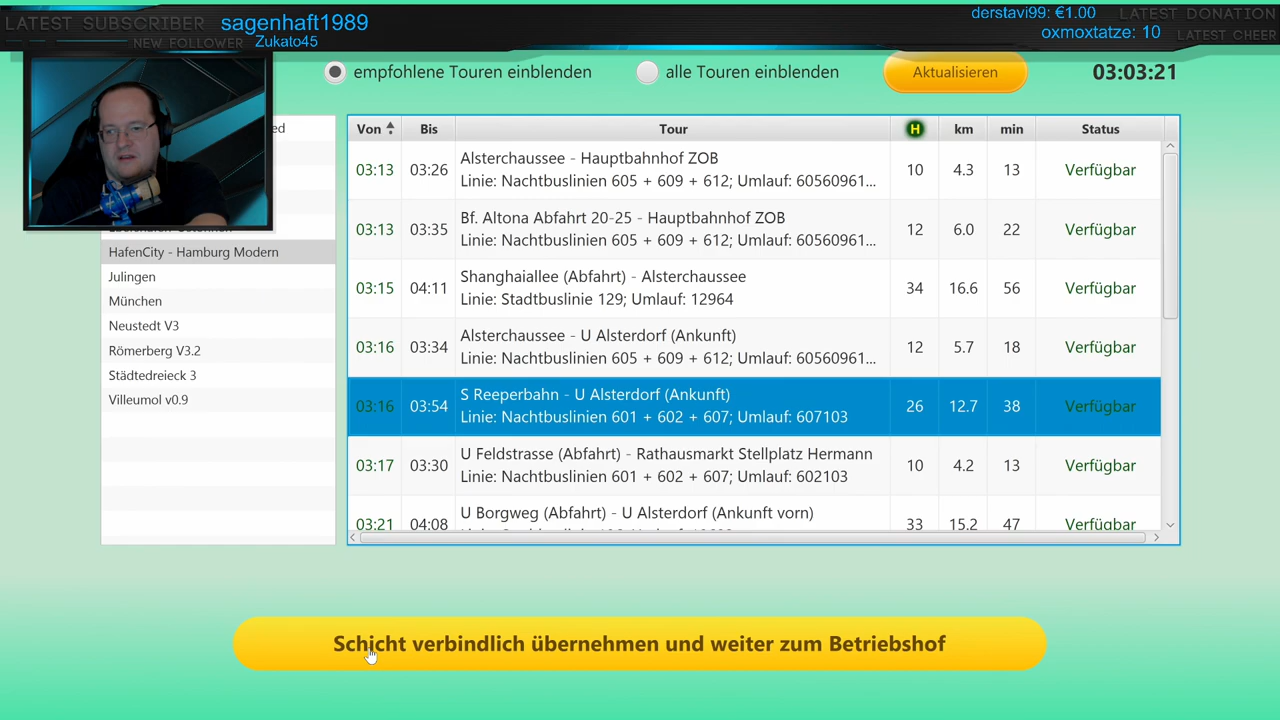 LATEST SUBSCRIBER sagenhaft1989
NEW FOLLOWER Zukato45
derstavi99: €1.00 LATEST DONATION
oxmoxtatze: 10 LATEST CHEER
empfohlene Touren einblenden
alle Touren einblenden
Aktualisieren
03:03:21
ed
HafenCity - Hamburg Modern
Julingen
München
Neustedt V3
Römerberg V3.2
Städtedreieck 3
Villeumol v0.9
Von Bis Tour H km min Status
03:13 03:26 Alsterchaussee - Hauptbahnhof ZOB 10 4.3 13 Verfügbar
Linie: Nachtbuslinien 605 + 609 + 612; Umlauf: 60560961...
03:13 03:35 Bf. Altona Abfahrt 20-25 - Hauptbahnhof ZOB 12 6.0 22 Verfügbar
Linie: Nachtbuslinien 605 + 609 + 612; Umlauf: 60560961...
03:15 04:11 Shanghaiallee (Abfahrt) - Alsterchaussee 34 16.6 56 Verfügbar
Linie: Stadtbuslinie 129; Umlauf: 12964
03:16 03:34 Alsterchaussee - U Alsterdorf (Ankunft) 12 5.7 18 Verfügbar
Linie: Nachtbuslinien 605 + 609 + 612; Umlauf: 60560961...
03:16 03:54 S Reeperbahn - U Alsterdorf (Ankunft) 26 12.7 38 Verfügbar
Linie: Nachtbuslinien 601 + 602 + 607; Umlauf: 607103
03:17 03:30 U Feldstrasse (Abfahrt) - Rathausmarkt Stellplatz Hermann 10 4.2 13 Verfügbar
Linie: Nachtbuslinien 601 + 602 + 607; Umlauf: 602103
03:21 04:08 U Borgweg (Abfahrt) - U Alsterdorf (Ankunft vorn) 33 15.2 47 Verfügbar
Schicht verbindlich übernehmen und weiter zum Betriebshof